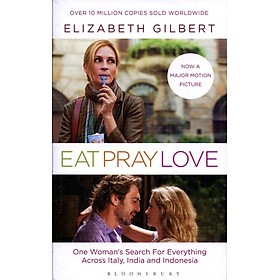 OVER 10 MILLION COPIES SOLD WORLDWIDE
ELIZABETH GILBERT
NOW A
MAJOR MOTION
PICTURE
EAT PRAY LOVE
One Woman's Search For Everything
Across Italy, India and Indonesia
BLOOMSBURY